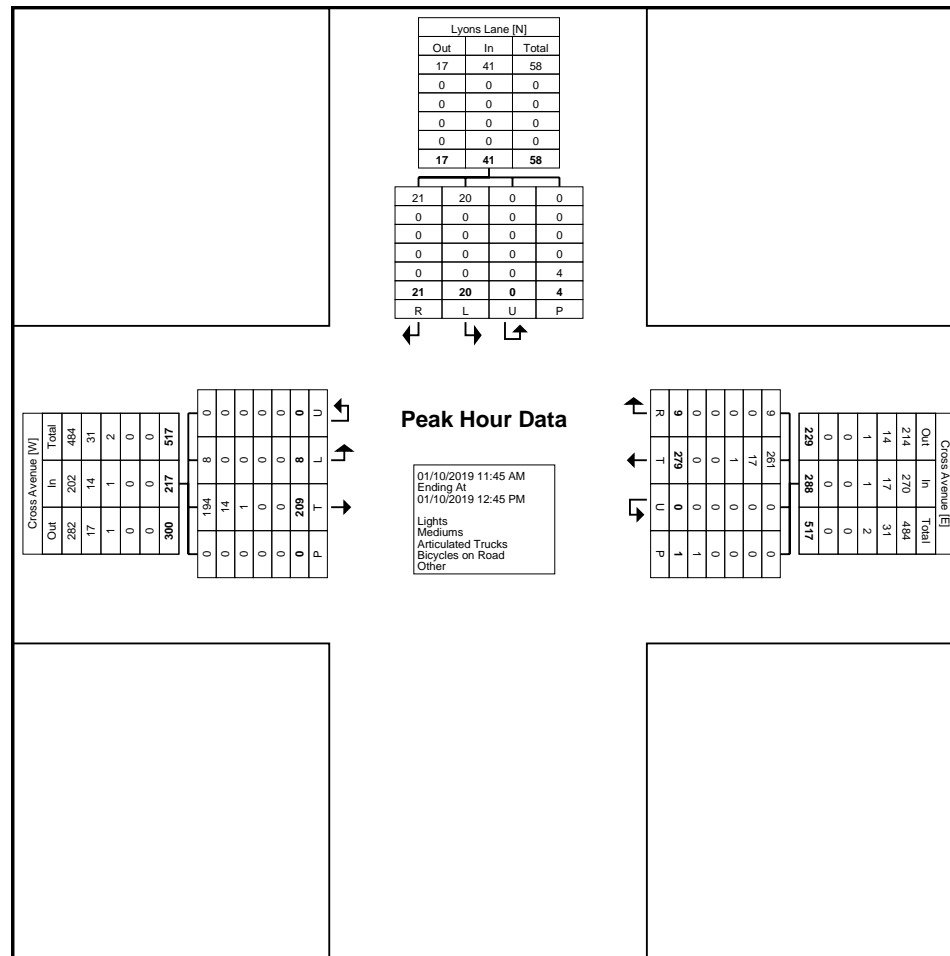 Lyons Lane [N]
Out In Total
17 41 58
0 0 0
0 0 0
0 0 0
0 0 0
17 41 58
21 20 0 0
0 0 0 0
0 0 0 0
0 0 0 0
0 0 0 4
21 20 0 4
R L U P
Cross Avenue [W]
Total 484 31 2 0 0 517
In 202 14 1 0 0 217
Out 282 17 1 0 0 300
0 0 0 0 0 0 U
8 0 0 0 0 8 L
194 14 1 0 0 209 T
0 0 0 0 0 0 P
Peak Hour Data
01/10/2019 11:45 AM
Ending At
01/10/2019 12:45 PM
Lights
Mediums
Articulated Trucks
Bicycles on Road
Other
R 9 0 0 0 0 9
T 279 0 0 1 17 261
U 0 0 0 0 0 0
P 1 1 0 0 0 0
229 0 0 1 14 214 Out
288 0 0 1 17 270 In
517 0 0 2 31 484 Total
Cross Avenue [E]